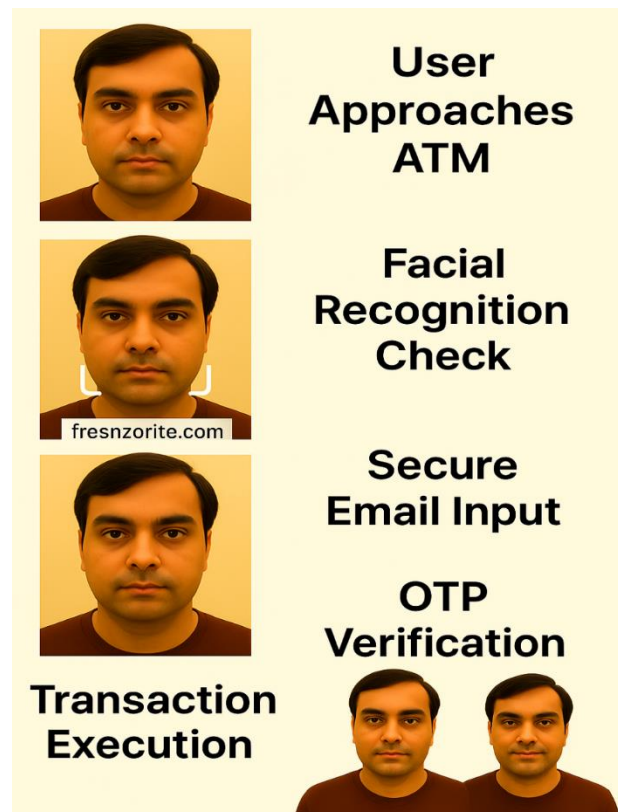 User
Approaches
ATM
Facial
Recognition
Check
fresnzorite.com
Secure
Email Input
OTP
Verification
Transaction
Execution